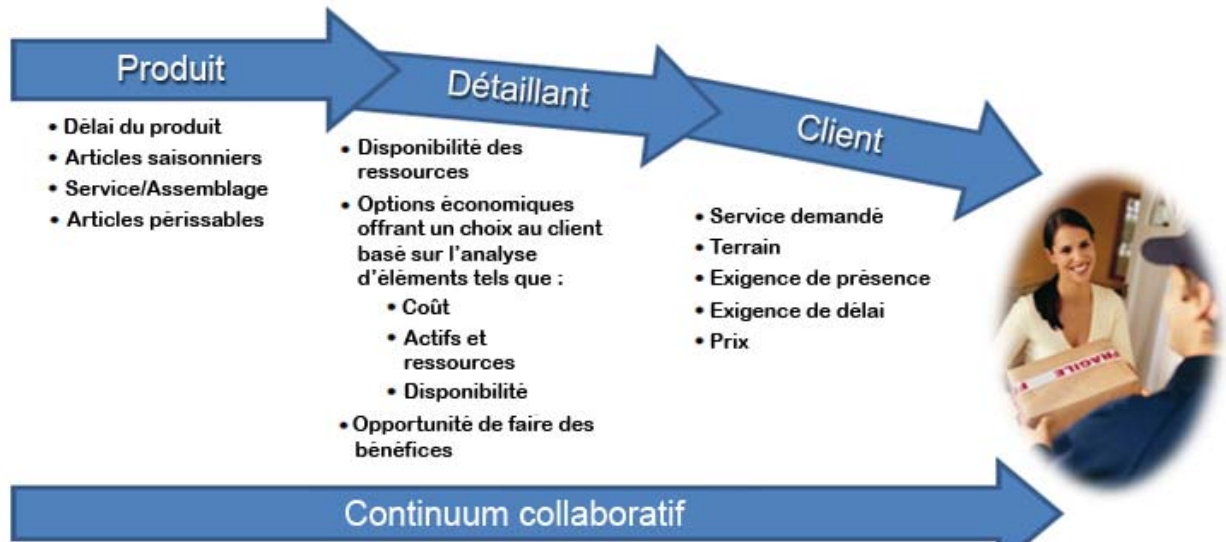 Produit
• Délai du produit
• Articles saisonniers
• Service/Assemblage
• Articles périssables
Détaillant
• Disponibilité des
ressources
• Options économiques
offrant un choix au client
basé sur l'analyse
d'éléments tels que :
• Coût
• Actifs et
ressources
• Disponibilité
• Opportunité de faire des
bénéfices
Client
• Service demandé
• Terrain
• Exigence de présence
• Exigence de délai
• Prix
FRAGILE
Continuum collaboratif